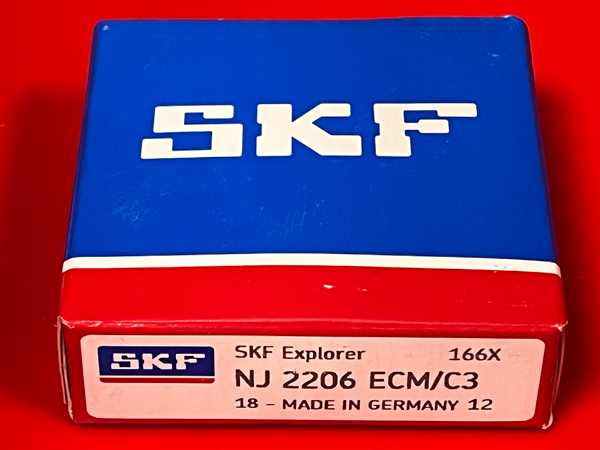 SKF
SKF
SKF Explorer 166X
NJ 2206 ECM/C3
18 - MADE IN GERMANY 12